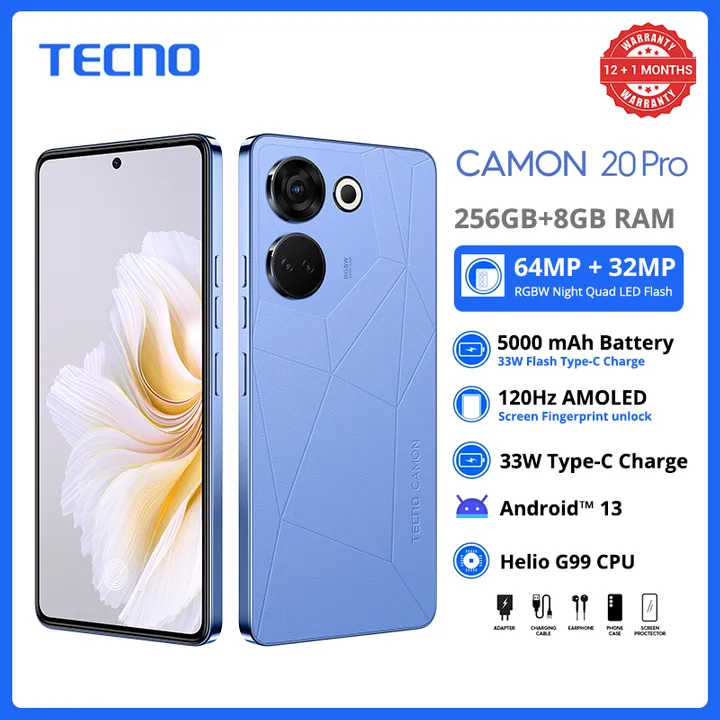 TECNO
WARRANTY
12 + 1 MONTHS
WARRANTY
CAMON 20 Pro
256GB+8GB RAM
64MP + 32MP
RGBW Night Quad LED Flash
5000 mAh Battery
33W Flash Type-C Charge
120Hz AMOLED
Screen Fingerprint unlock
33W Type-C Charge
Android™ 13
Helio G99 CPU
ADAPTER
CHARGING
CABLE
EARPHONE
PHONE
CASE
SCREEN
PROCTECTOR
RGBW
TECNO CAMON